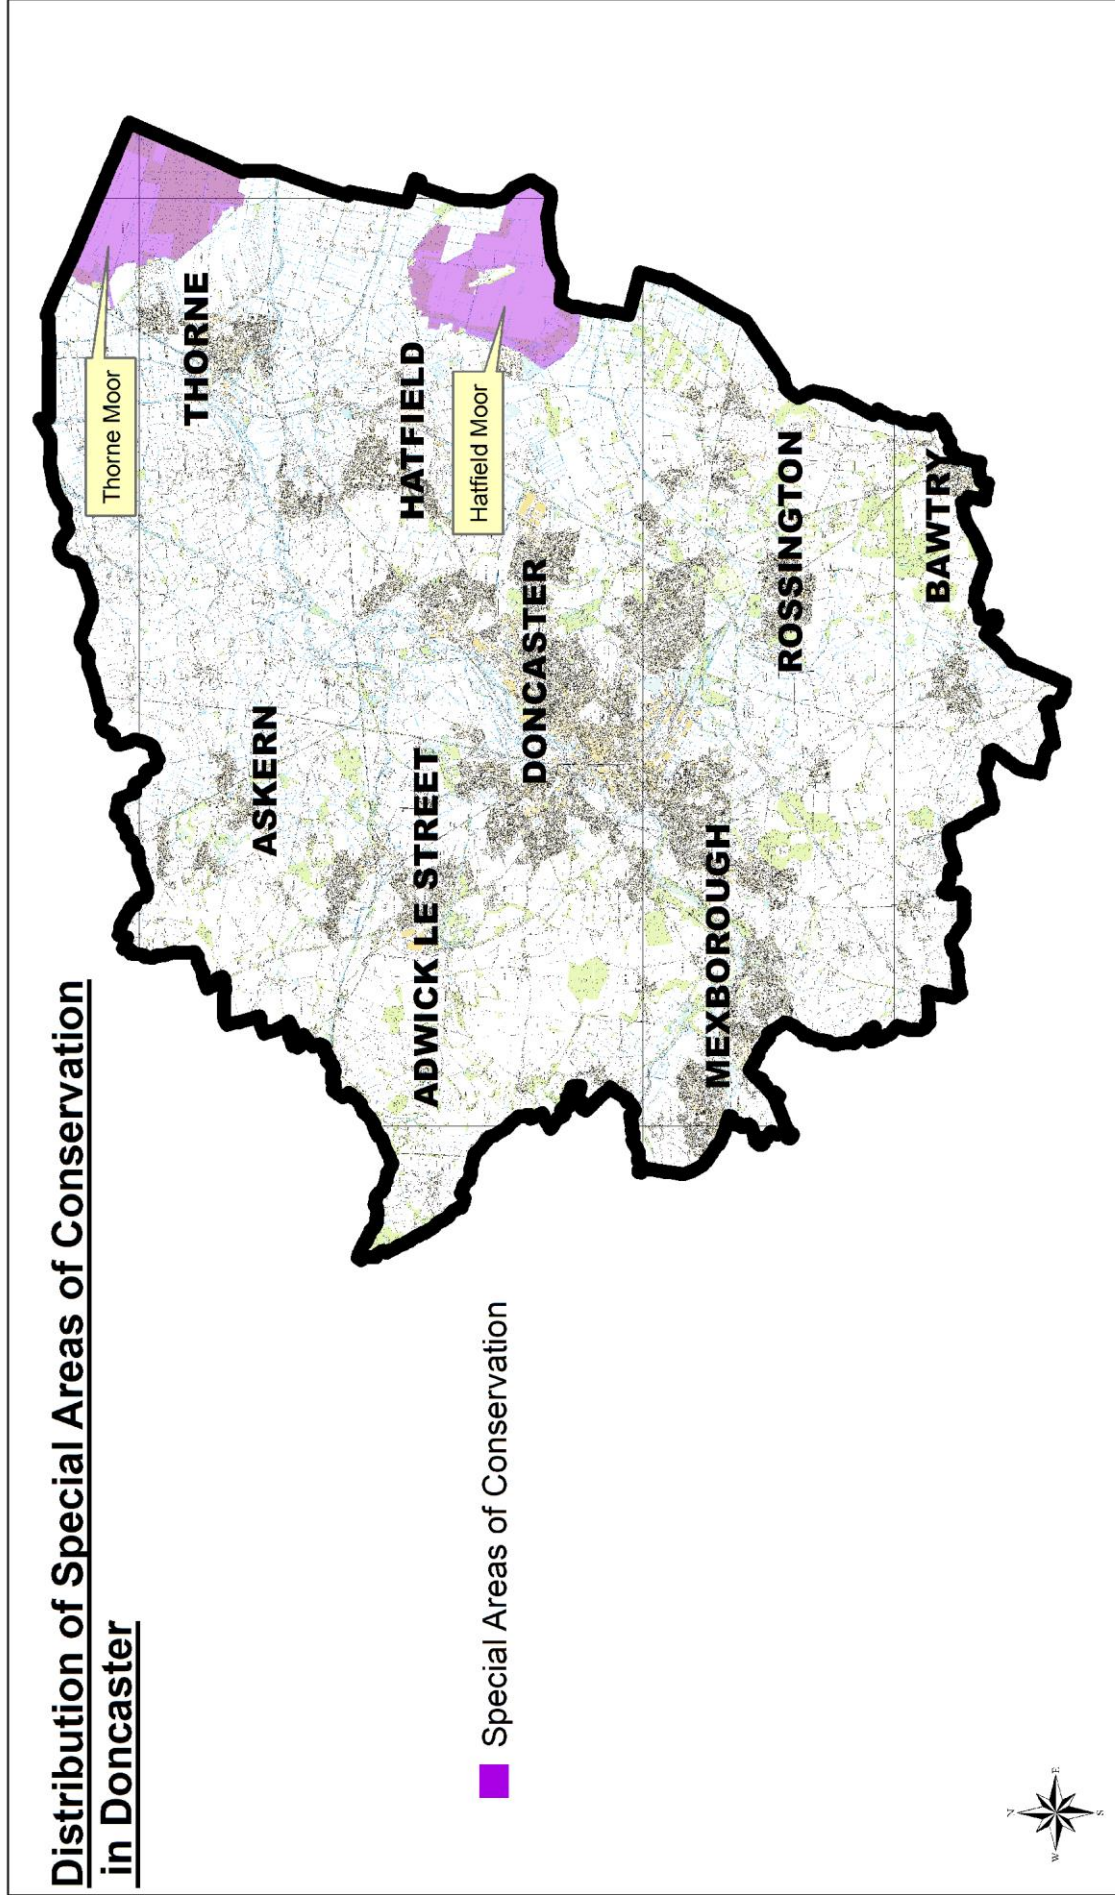 Distribution of Special Areas of Conservation
in Doncaster
Thorne Moor
THORNE
ASKERN
HATFIELD
Hatfield Moor
ADWICK LE STREET
DONCASTER
MEXBOROUGH
ROSSINGTON
BAWTRY
Special Areas of Conservation
N
W
E
S